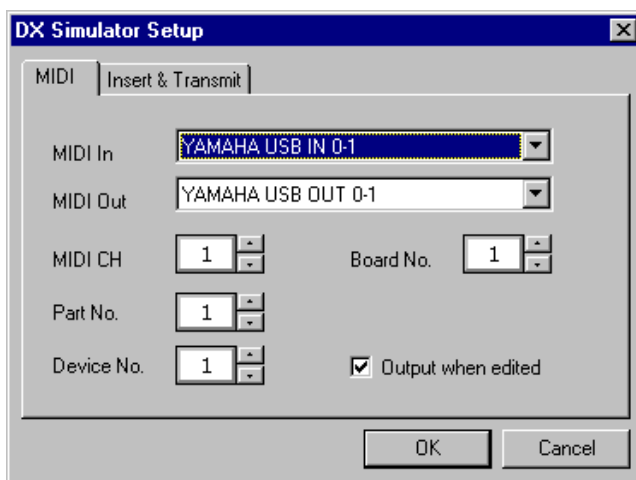 DX Simulator Setup
MIDI
Insert & Transmit
MIDI In
YAMAHA USB IN 0-1
MIDI Out
YAMAHA USB OUT 0-1
MIDI CH
1
Board No.
1
Part No.
1
Device No.
1
Output when edited
OK
Cancel